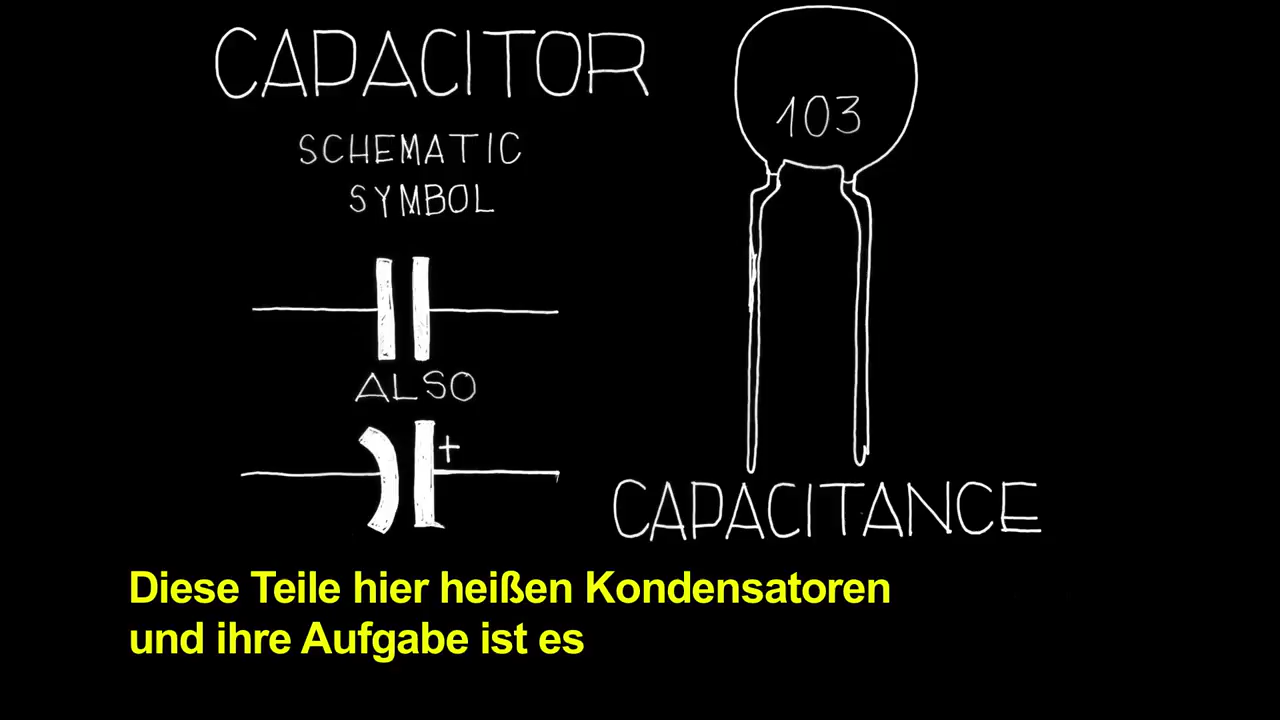 CAPACITOR
SCHEMATIC
SYMBOL
ALSO
+
103
CAPACITANCE
Diese Teile hier heißen Kondensatoren
und ihre Aufgabe ist es